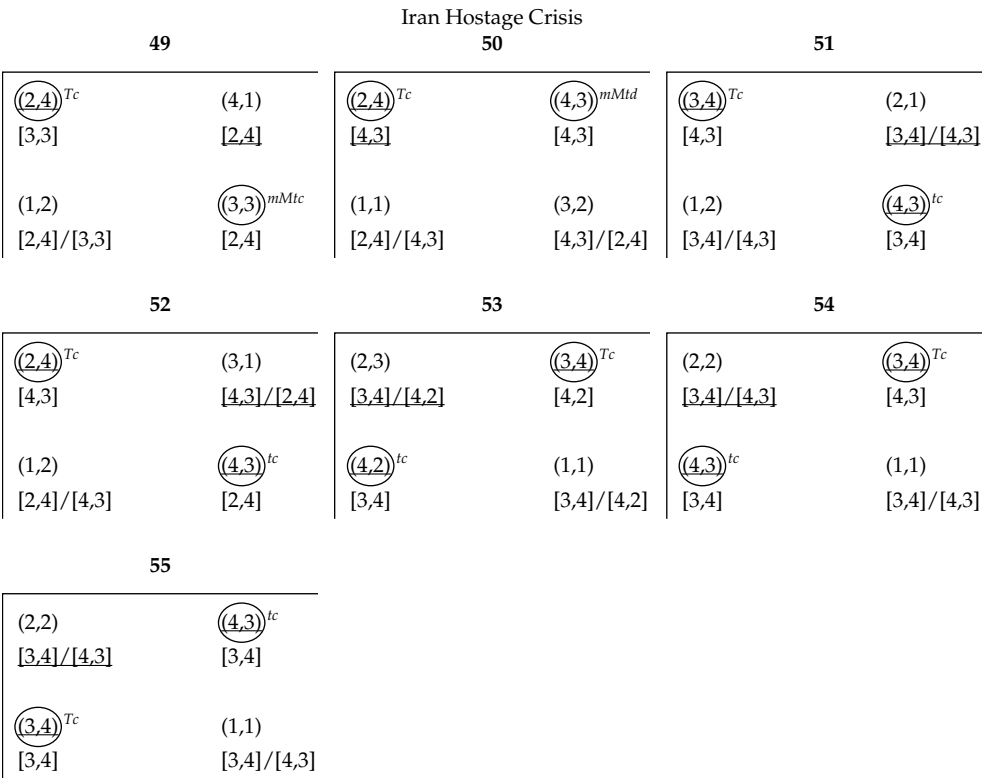 Iran Hostage Crisis
49 50 51
(2,4)Tc (4,1) (2,4)Tc (4,3)mMtd (3,4)Tc (2,1)
[3,3] [2,4] [4,3] [4,3] [4,3] [3,4]/[4,3]
(1,2) (3,3)mMtc (1,1) (3,2) (1,2) (4,3)tc
[2,4]/[3,3] [2,4] [2,4]/[4,3] [4,3]/[2,4] [3,4]/[4,3] [3,4]
52 53 54
(2,4)Tc (3,1) (2,3) (3,4)Tc (2,2) (3,4)Tc
[4,3] [4,3]/[2,4] [3,4]/[4,2] [4,2] [3,4]/[4,3] [4,3]
(1,2) (4,3)tc (4,2)tc (1,1) (4,3)tc (1,1)
[2,4]/[4,3] [2,4] [3,4] [3,4]/[4,2] [3,4] [3,4]/[4,3]
55
(2,2) (4,3)tc
[3,4]/[4,3] [3,4]
(3,4)Tc (1,1)
[3,4] [3,4]/[4,3]